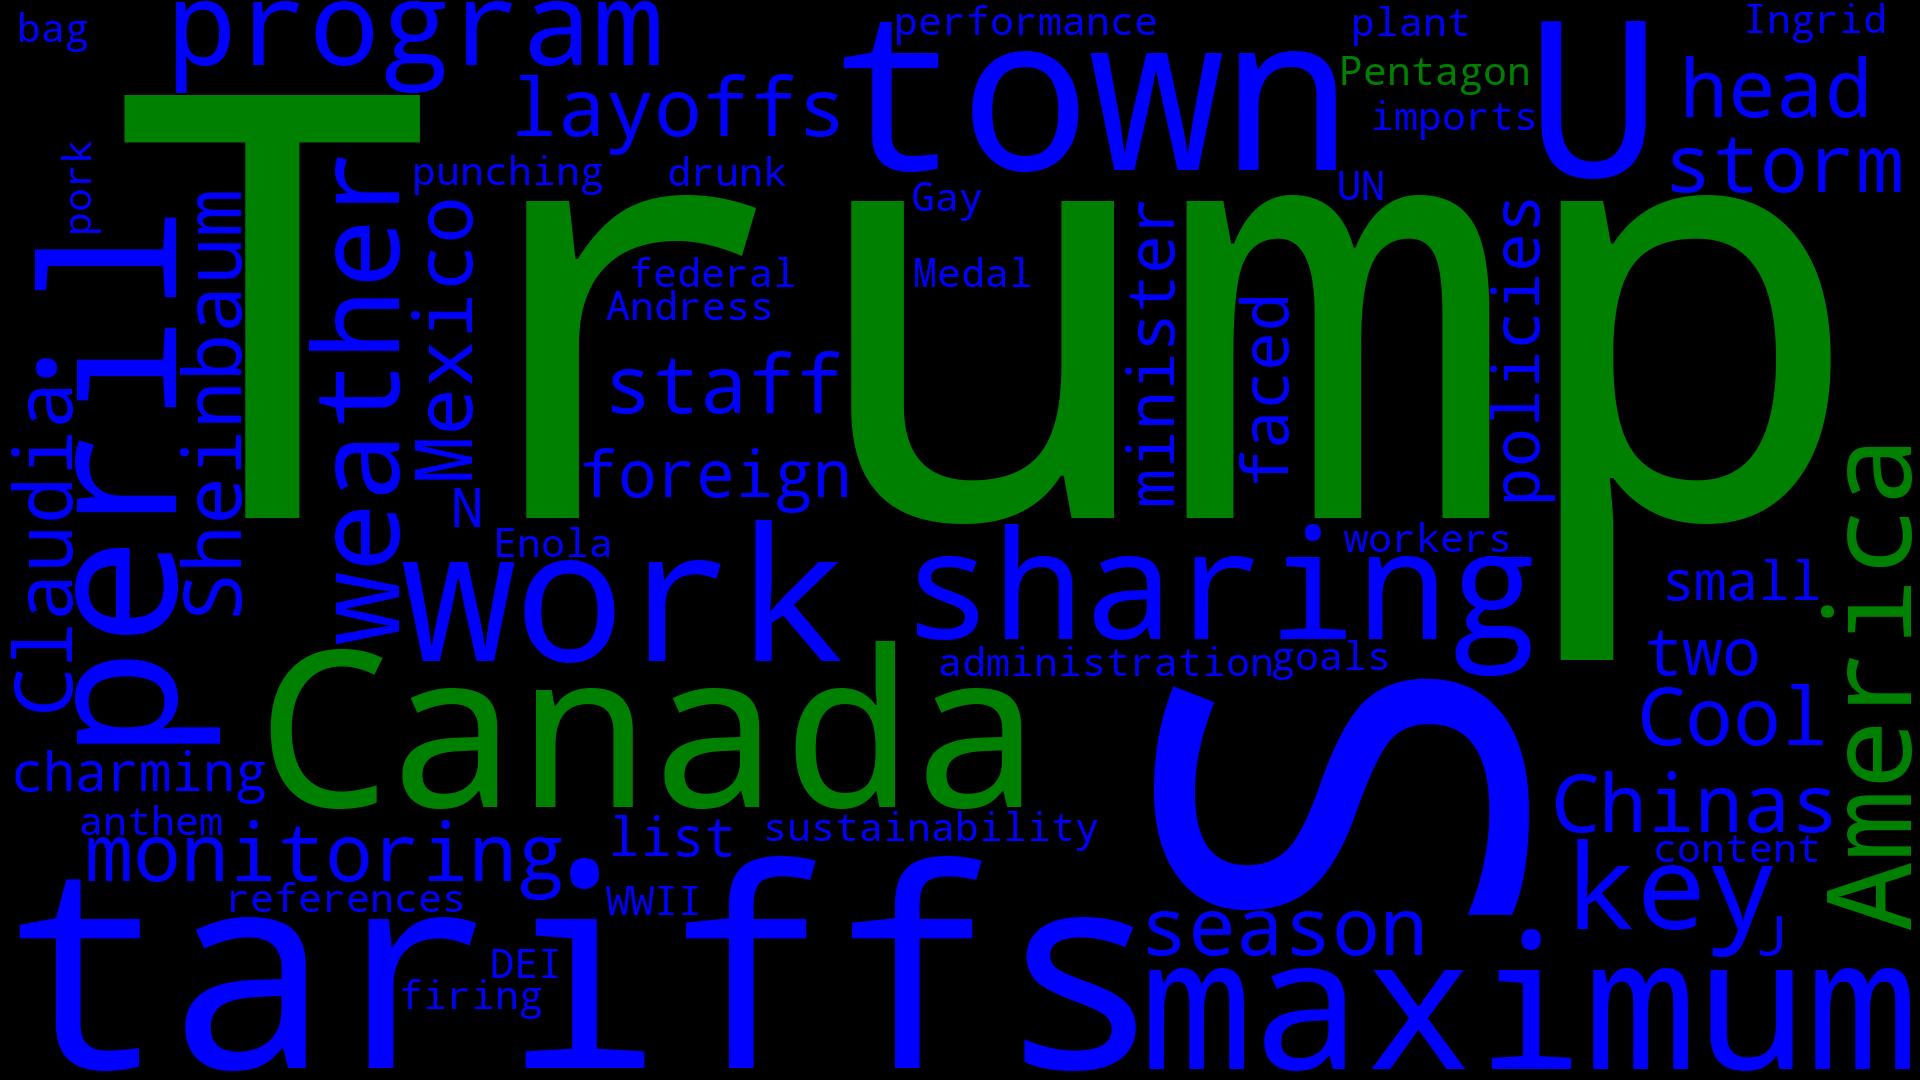 bag
program
performance
plant
Ingrid
town
U
Pentagon
head
layoffs
imports
storm
pork
Trump
punching
drunk
Gay
UN
peril
Sheinbaum
weather
Mexico
federal
Medal
minister
faced
policies
Andress
staff
Claudia
foreign
N
Enola
work
sharing
workers
America
small
administration
goals
two
Canada
S
Cool
charming
Chinas
anthem
monitoring
list
sustainability
content
key
references
WWII
tariffs
season
J
DEI
firing
maximum